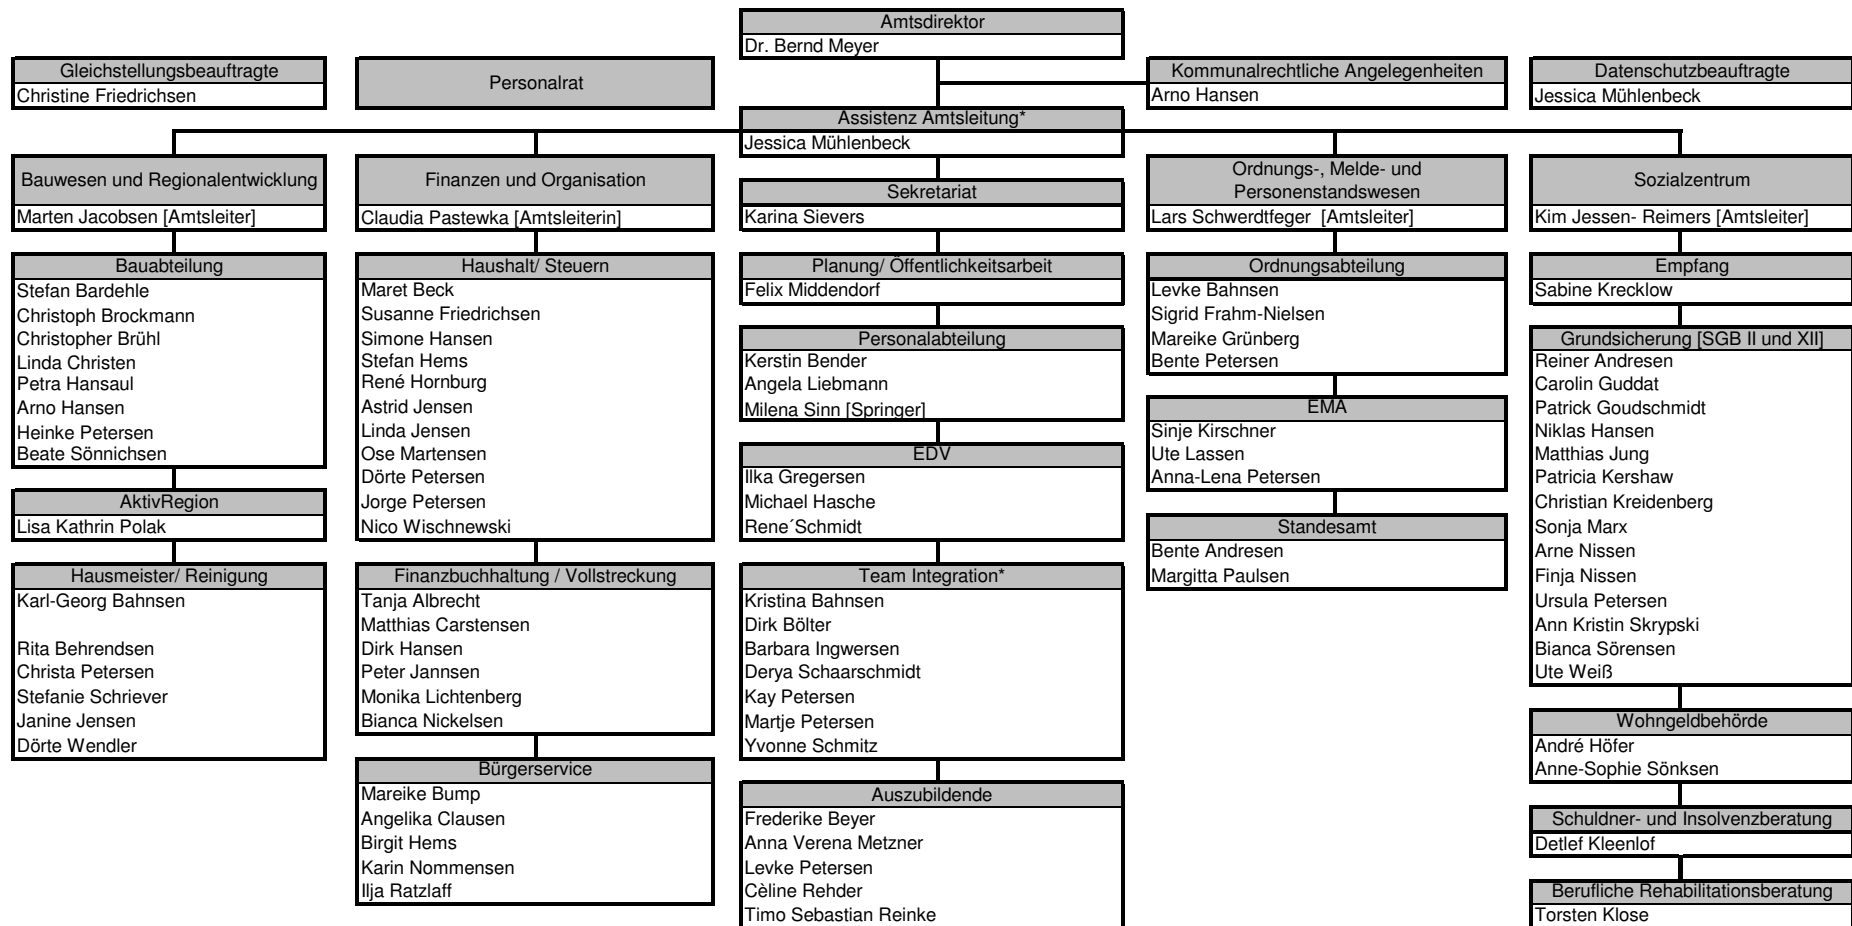 Amtsdirektor
Dr. Bernd Meyer
Gleichstellungsbeauftragte
Christine Friedrichsen
Personalrat
Kommunalrechtliche Angelegenheiten
Arno Hansen
Datenschutzbeauftragte
Jessica Mühlenbeck
Assistenz Amtsleitung*
Jessica Mühlenbeck
Bauwesen und Regionalentwicklung
Marten Jacobsen [Amtsleiter]
Bauabteilung
Stefan Bardehle
Christoph Brockmann
Christopher Brühl
Linda Christen
Petra Hansaul
Arno Hansen
Heinke Petersen
Beate Sönnichsen
AktivRegion
Lisa Kathrin Polak
Hausmeister/ Reinigung
Karl-Georg Bahnsen
Rita Behrendsen
Christa Petersen
Stefanie Schriever
Janine Jensen
Dörte Wendler
Finanzen und Organisation
Claudia Pastewka [Amtsleiterin]
Haushalt/ Steuern
Maret Beck
Susanne Friedrichsen
Simone Hansen
Stefan Hems
René Hornburg
Astrid Jensen
Linda Jensen
Ose Martensen
Dörte Petersen
Jorge Petersen
Nico Wischnewski
Finanzbuchhaltung / Vollstreckung
Tanja Albrecht
Matthias Carstensen
Dirk Hansen
Peter Jannsen
Monika Lichtenberg
Bianca Nickelsen
Bürgerservice
Mareike Bump
Angelika Clausen
Birgit Hems
Karin Nommensen
Ilja Ratzlaff
Sekretariat
Karina Sievers
Planung/ Öffentlichkeitsarbeit
Felix Middendorf
Personalabteilung
Kerstin Bender
Angela Liebmann
Milena Sinn [Springer]
EDV
Ilka Gregersen
Michael Hasche
Rene´Schmidt
Team Integration*
Kristina Bahnsen
Dirk Bölter
Barbara Ingwersen
Derya Schaarschmidt
Kay Petersen
Martje Petersen
Yvonne Schmitz
Auszubildende
Frederike Beyer
Anna Verena Metzner
Levke Petersen
Cèline Rehder
Timo Sebastian Reinke
Ordnungs-, Melde- und
Personenstandswesen
Lars Schwerdtfeger [Amtsleiter]
Ordnungsabteilung
Levke Bahnsen
Sigrid Frahm-Nielsen
Mareike Grünberg
Bente Petersen
EMA
Sinje Kirschner
Ute Lassen
Anna-Lena Petersen
Standesamt
Bente Andresen
Margitta Paulsen
Sozialzentrum
Kim Jessen- Reimers [Amtsleiter]
Empfang
Sabine Krecklow
Grundsicherung [SGB II und XII]
Reiner Andresen
Carolin Guddat
Patrick Goudschmidt
Niklas Hansen
Matthias Jung
Patricia Kershaw
Christian Kreidenberg
Sonja Marx
Arne Nissen
Finja Nissen
Ursula Petersen
Ann Kristin Skrypski
Bianca Sörensen
Ute Weiß
Wohngeldbehörde
André Höfer
Anne-Sophie Sönksen
Schuldner- und Insolvenzberatung
Detlef Kleenlof
Berufliche Rehabilitationsberatung
Torsten Klose